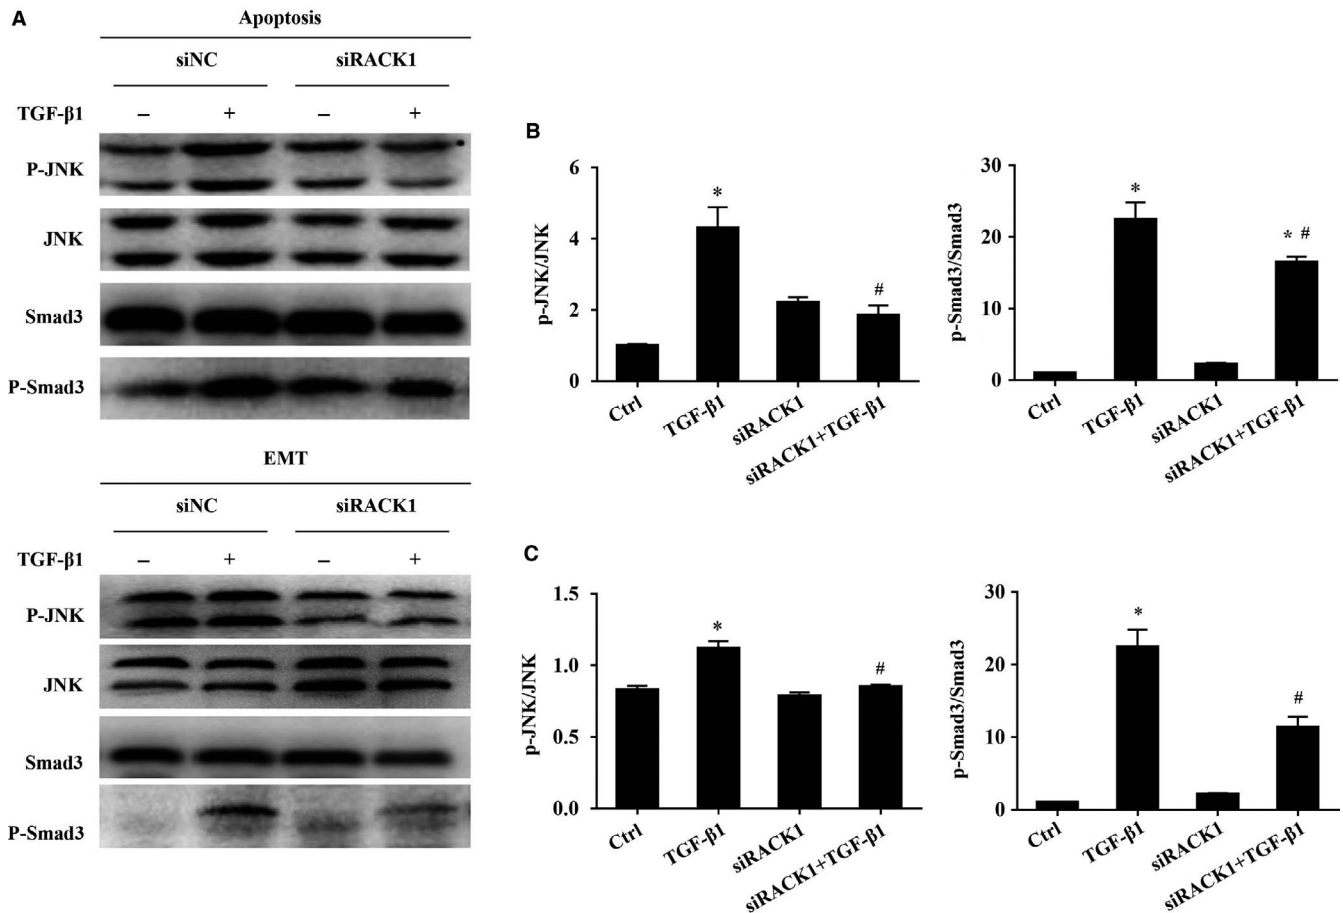 A
Apoptosis
siNC siRACK1
TGF-β1 – + – +
P-JNK
JNK
Smad3
P-Smad3
EMT
siNC siRACK1
TGF-β1 – + – +
P-JNK
JNK
Smad3
P-Smad3
B
p-JNK/JNK
6
4
2
0
*
#
Ctrl
TGF-β1
siRACK1
siRACK1+TGF-β1
p-Smad3/Smad3
30
20
10
0
*
* #
Ctrl
TGF-β1
siRACK1
siRACK1+TGF-β1
C
p-JNK/JNK
1.5
1.0
0.5
0.0
*
#
Ctrl
TGF-β1
siRACK1
siRACK1+TGF-β1
p-Smad3/Smad3
30
20
10
0
*
#
Ctrl
TGF-β1
siRACK1
siRACK1+TGF-β1